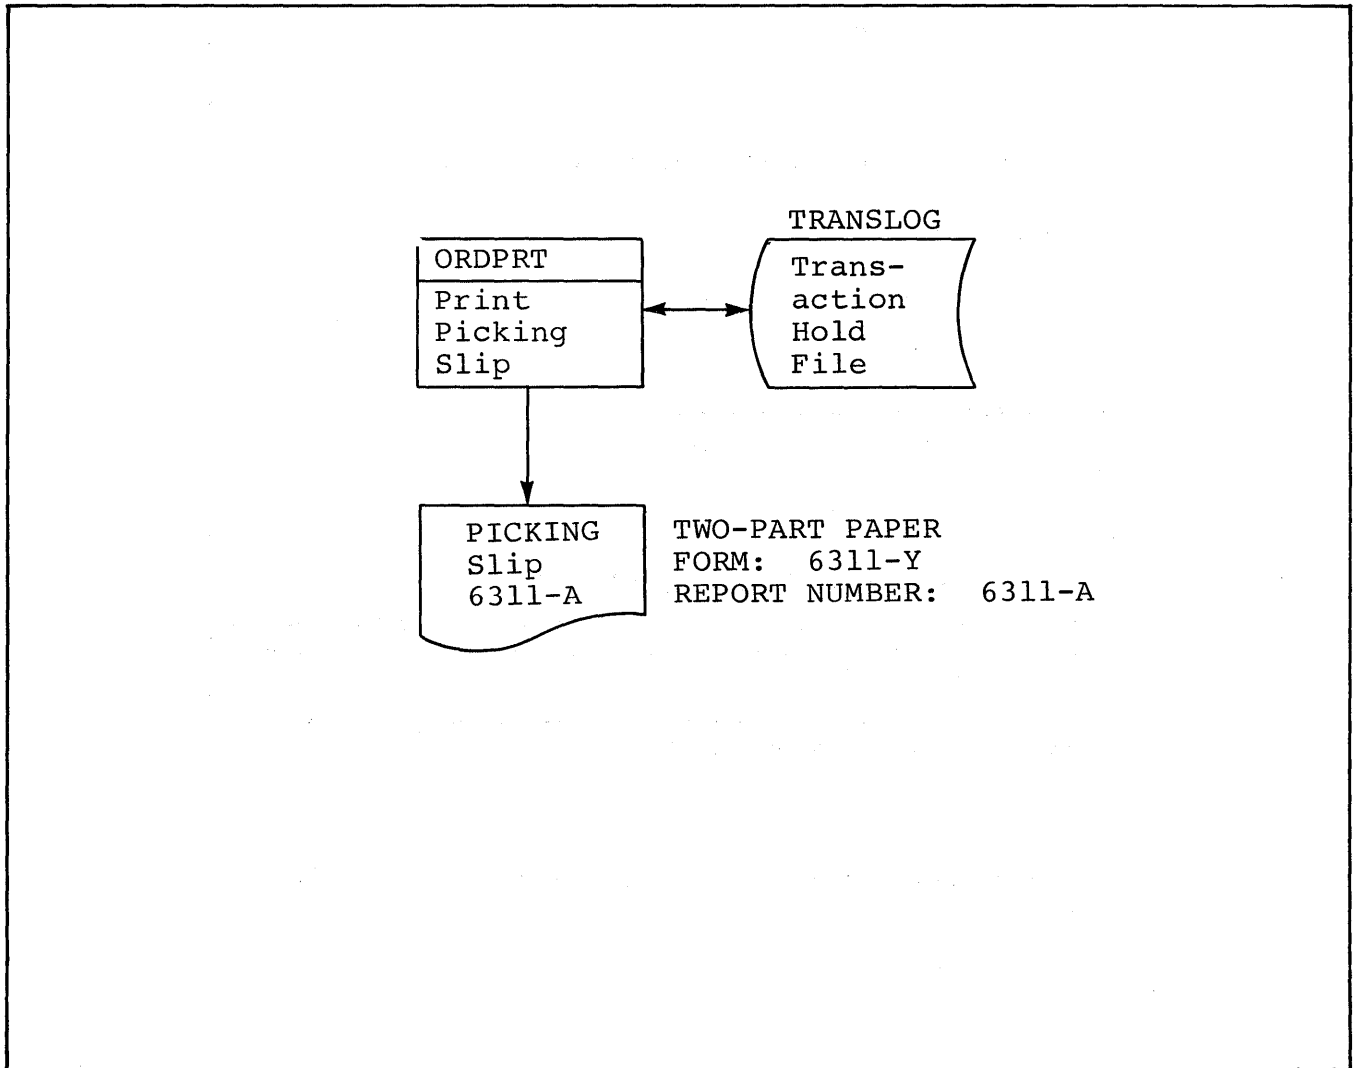 TRANSLOG
ORDPRT
Print
Picking
Slip
Trans-
action
Hold
File
PICKING
Slip
6311-A
TWO-PART PAPER
FORM:  6311-Y
REPORT NUMBER:  6311-A